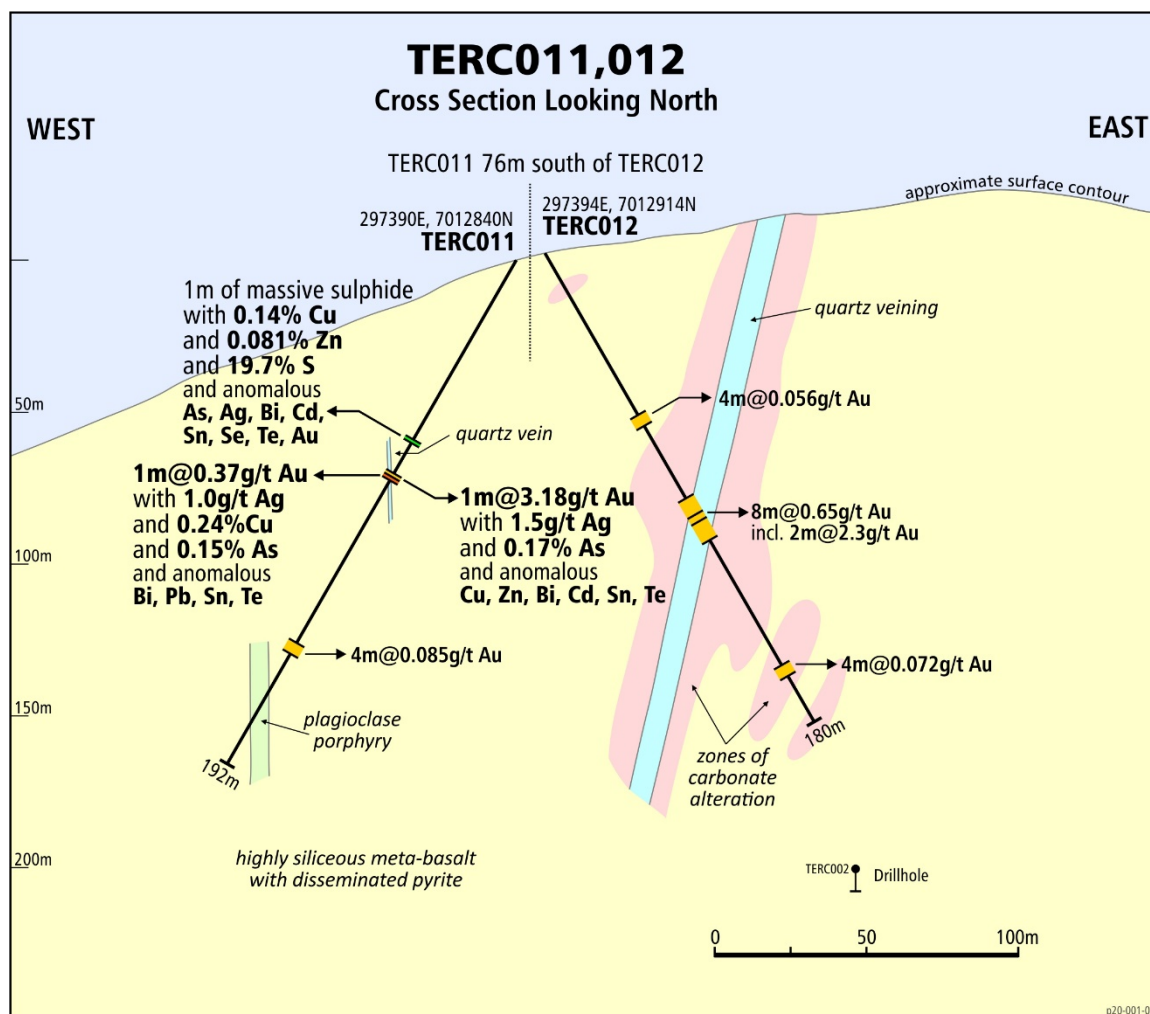 TERC011,012
Cross Section Looking North
WEST
EAST
TERC011 76m south of TERC012
approximate surface contour
297390E, 7012840N
TERC011
297394E, 7012914N
TERC012
1m of massive sulphide
with 0.14% Cu
and 0.081% Zn
and 19.7% S
and anomalous
As, Ag, Bi, Cd,
Sn, Se, Te, Au
quartz veining
50m
4m@0.056g/t Au
quartz vein
1m@0.37g/t Au
with 1.0g/t Ag
and 0.24%Cu
and 0.15% As
and anomalous
Bi, Pb, Sn, Te
1m@3.18g/t Au
with 1.5g/t Ag
and 0.17% As
and anomalous
Cu, Zn, Bi, Cd, Sn, Te
8m@0.65g/t Au
incl. 2m@2.3g/t Au
100m
4m@0.085g/t Au
4m@0.072g/t Au
150m
plagioclase
porphyry
192m
180m
zones of
carbonate
alteration
200m
highly siliceous meta-basalt
with disseminated pyrite
TERC002
Drillhole
0 50 100m